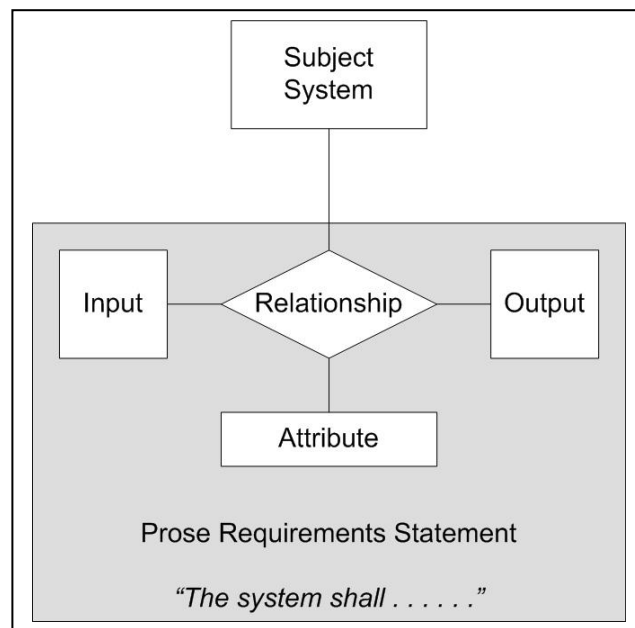 Subject
System
Input
Relationship
Output
Attribute
Prose Requirements Statement
“The system shall . . . . . .”